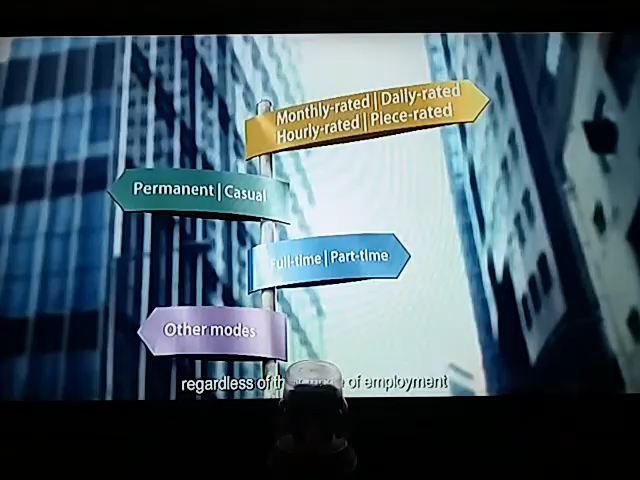 Monthly-rated | Daily-rated
Hourly-rated | Piece-rated
Permanent | Casual
Full-time | Part-time
Other modes
regardless of of employment